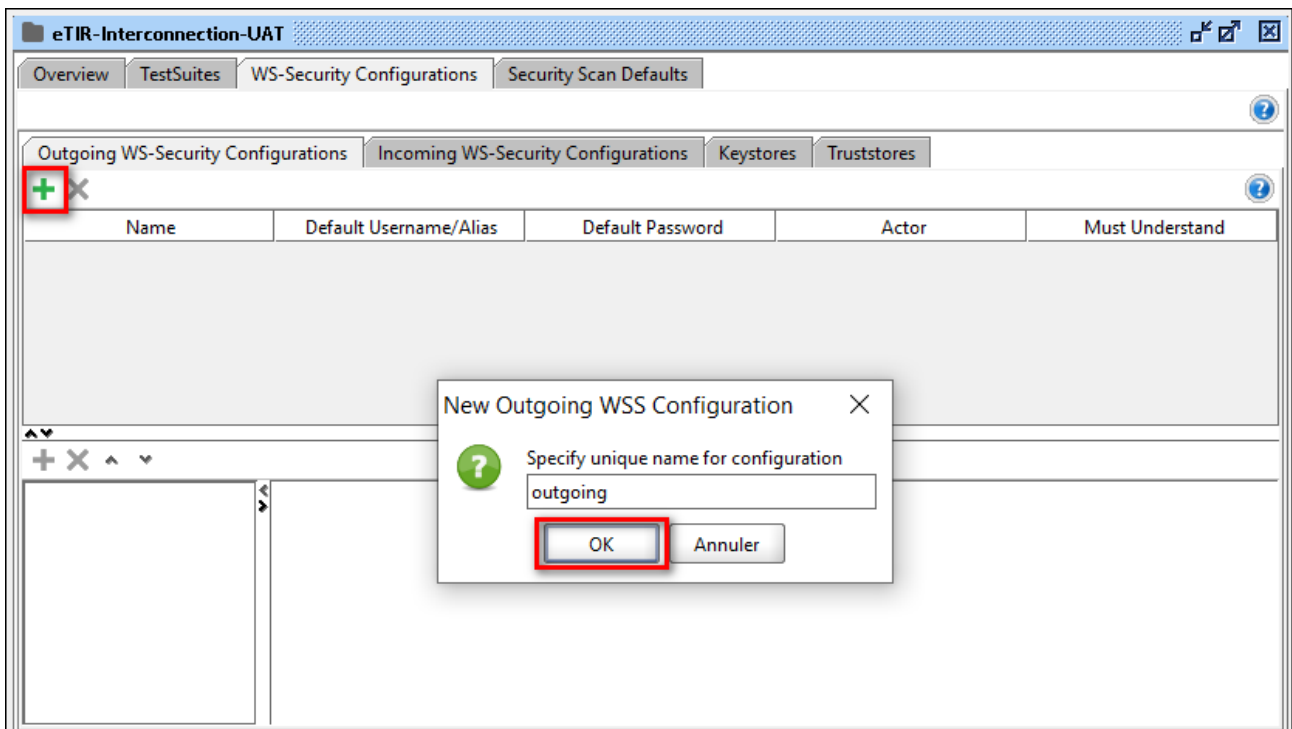 eTIR-Interconnection-UAT
Overview TestSuites WS-Security Configurations Security Scan Defaults
Outgoing WS-Security Configurations Incoming WS-Security Configurations Keystores Truststores
Name Default Username/Alias Default Password Actor Must Understand
New Outgoing WSS Configuration
Specify unique name for configuration
outgoing
OK Annuler